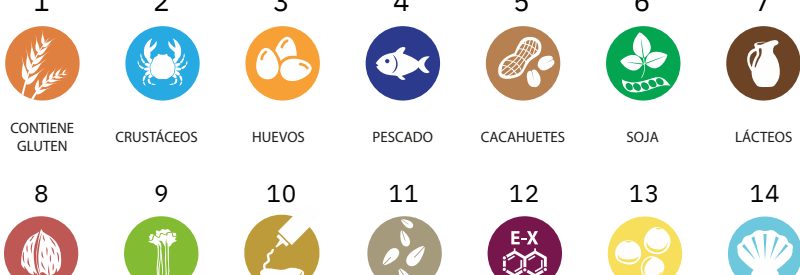 1 2 3 4 5 6 7
CONTIENE GLUTEN CRUSTÁCEOS HUEVOS PESCADO CACAHUETES SOJA LÁCTEOS
8 9 10 11 12 13 14
E-X